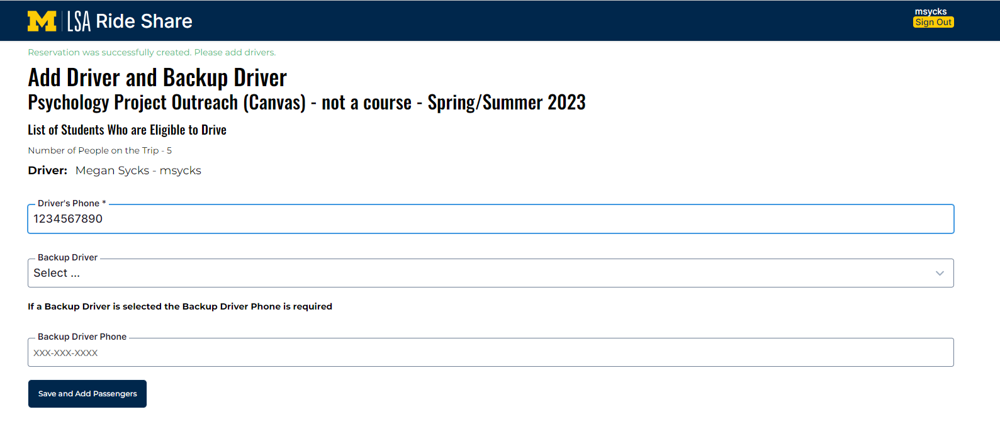 M LSA Ride Share
msycks
Sign Out
Reservation was successfully created. Please add drivers.
Add Driver and Backup Driver
Psychology Project Outreach (Canvas) - not a course - Spring/Summer 2023
List of Students Who are Eligible to Drive
Number of People on the Trip - 5
Driver: Megan Sycks - msycks
Driver's Phone *
1234567890
Backup Driver
Select ...
If a Backup Driver is selected the Backup Driver Phone is required
Backup Driver Phone
XXX-XXX-XXXX
Save and Add Passengers